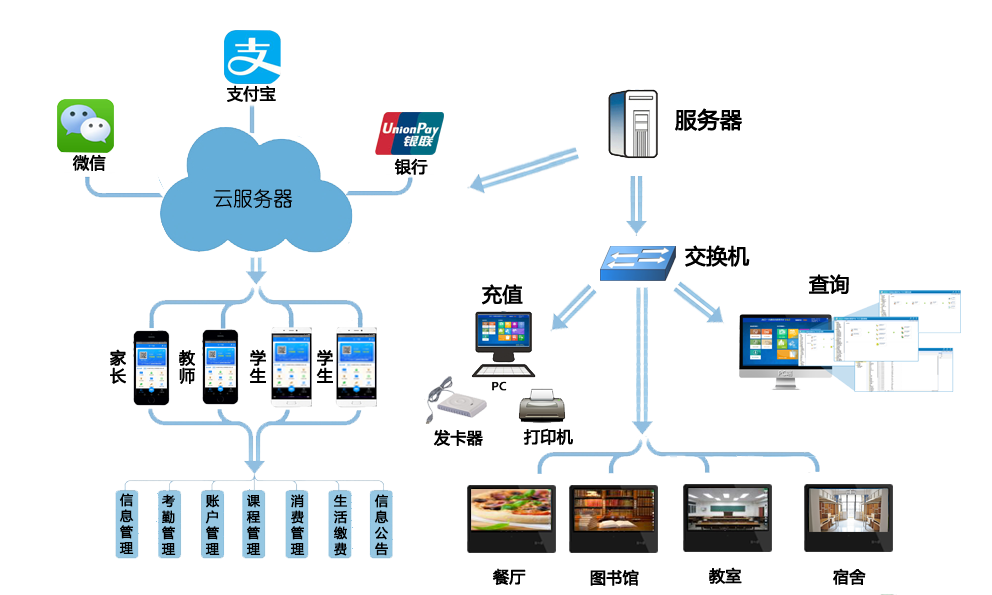 支付宝
微信
UnionPay
银联
银行
云服务器
服务器
交换机
充值
查询
PC
发卡器
打印机
家长
教师
学生
学生
信息管理
考勤管理
账户管理
课程管理
消费管理
生活缴费
信息公告
餐厅
图书馆
教室
宿舍